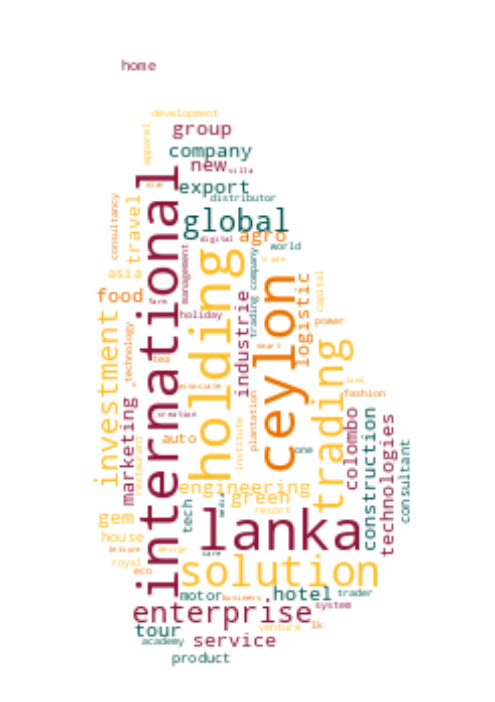 home
development
apparel
group
company
new
villa
star
export
distributor
consultancy
travel
international
global
digital
agro
world
management
holding
trading company
trade
asia
food
farm
holiday
industrie
ceylon
logistic
capital
power
investment
technology
tea
smart
trading
associate
land
fashion
marketing
creation
restaurant
auto
institute
plantation
one
colombo
construction
technologies
consultant
engineering
green
resort
media
tech
gem
lanka
house
leisure
design
care
royal
eco
solution
motor
business
hotel
trader
enterprise
system
tour
venture
lk
academy
service
product